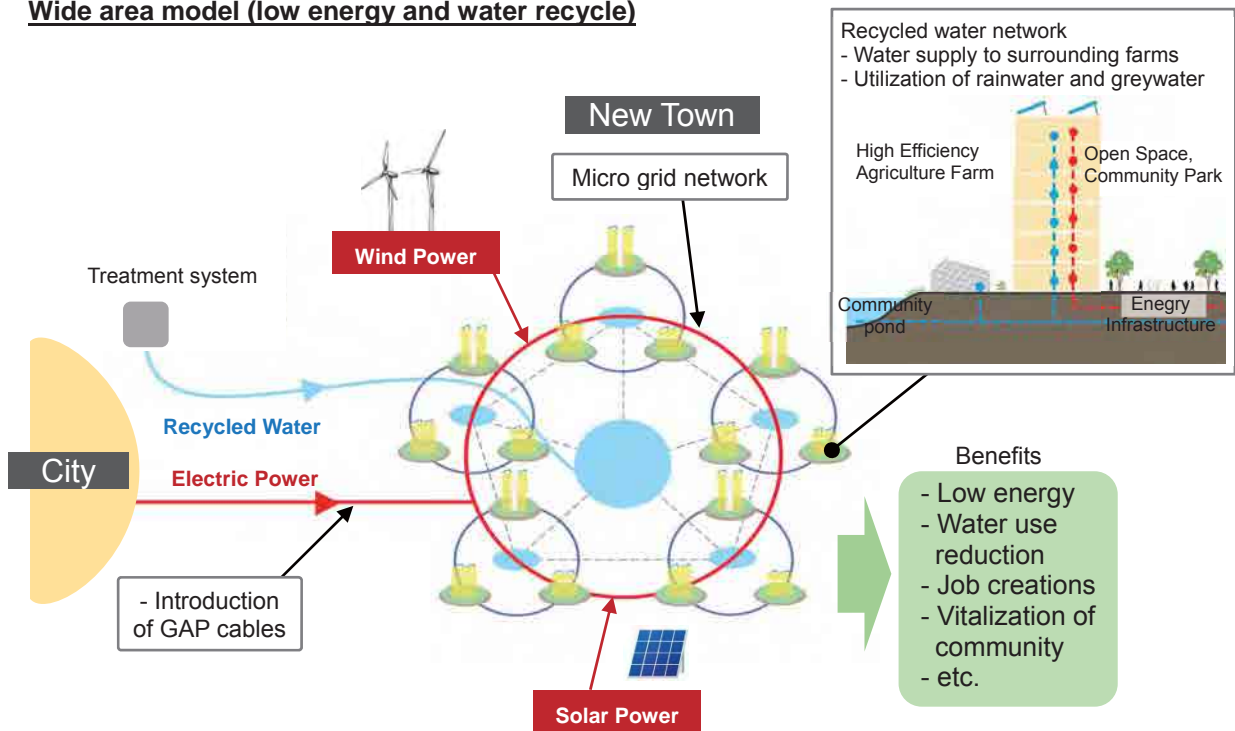 Wide area model (low energy and water recycle)
Recycled water network
- Water supply to surrounding farms
- Utilization of rainwater and greywater
High Efficiency
Agriculture Farm
Open Space,
Community Park
Community
pond
Enegry
Infrastructure
New Town
Micro grid network
Wind Power
Treatment system
Recycled Water
City
Electric Power
- Introduction
of GAP cables
Solar Power
Benefits
- Low energy
- Water use
reduction
- Job creations
- Vitalization of
community
- etc.